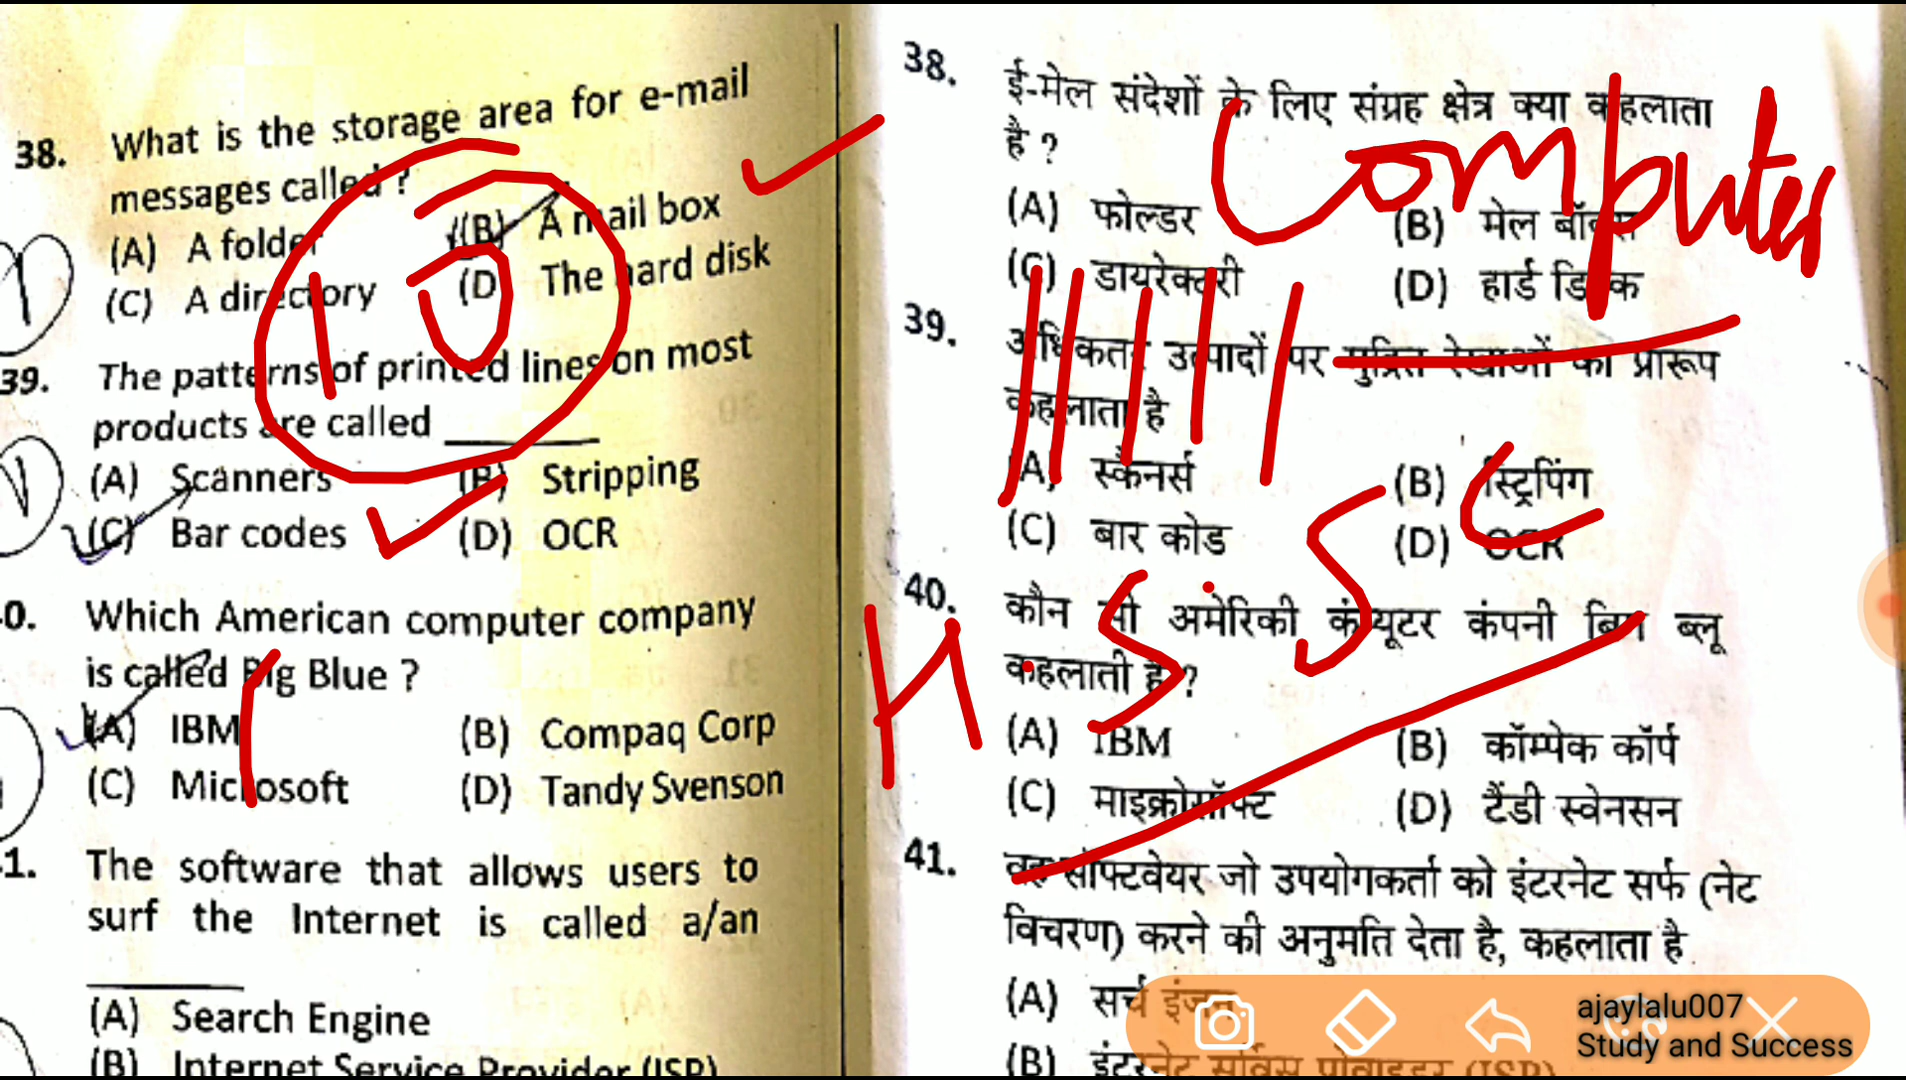 38. What is the storage area for e-mail
messages called ?
(A) A folder (B) A mail box
(C) A directory (D) The hard disk
39. The patterns of printed lines on most
products are called ______
(A) Scanners (B) Stripping
(C) Bar codes (D) OCR
0. Which American computer company
is called Big Blue ?
(A) IBM (B) Compaq Corp
(C) Microsoft (D) Tandy Svenson
1. The software that allows users to
surf the Internet is called a/an
______
(A) Search Engine
(B) Internet Service Provider (ISP)
10
38. ई-मेल संदेशों के लिए संग्रह क्षेत्र क्या कहलाता
है ?
(A) फोल्डर (B) मेल बॉक्स
(C) डायरेक्टरी (D) हार्ड डिस्क
39. अधिकतर उत्पादों पर मुद्रित रेखाओं का प्रारूप
कहलाता है
(A) स्कैनर्स (B) स्ट्रिपिंग
(C) बार कोड (D) OCR
40. कौन सी अमेरिकी कंप्यूटर कंपनी बिग ब्लू
कहलाती है ?
(A) IBM (B) कॉम्पेक कॉर्प
(C) माइक्रोसॉफ्ट (D) टैंडी स्वेनसन
41. वह सॉफ्टवेयर जो उपयोगकर्ता को इंटरनेट सर्फ (नेट
विचरण) करने की अनुमति देता है, कहलाता है
(A) सर्च इंजन
(B) इंटरनेट सर्विस प्रोवाइडर (ISP)
Computer
HSSC
ajaylalu007
Study and Success